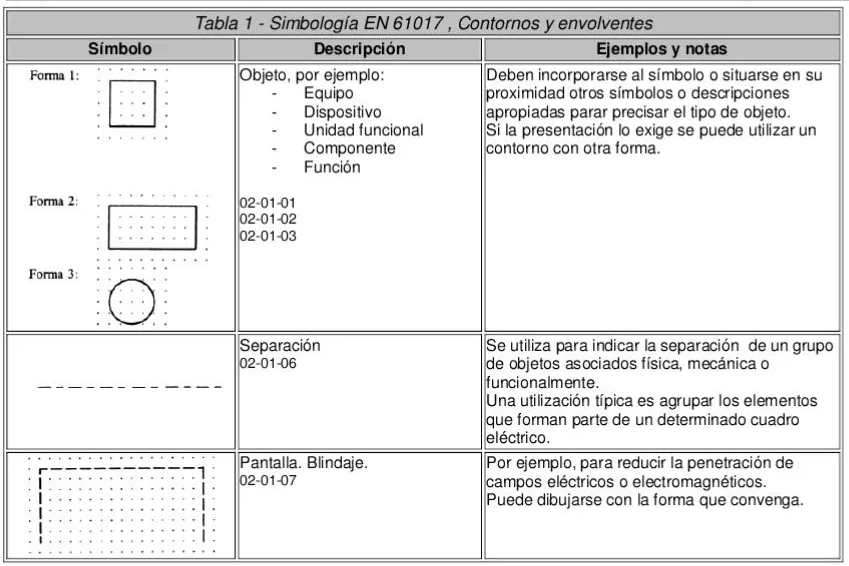 Tabla 1 - Simbología EN 61017 , Contornos y envolventes
Símbolo
Descripción
Ejemplos y notas
Forma 1:
Forma 2:
Forma 3:
Objeto, por ejemplo:
- Equipo
- Dispositivo
- Unidad funcional
- Componente
- Función
02-01-01
02-01-02
02-01-03
Deben incorporarse al símbolo o situarse en su
proximidad otros símbolos o descripciones
apropiadas parar precisar el tipo de objeto.
Si la presentación lo exige se puede utilizar un
contorno con otra forma.
Separación
02-01-06
Se utiliza para indicar la separación de un grupo
de objetos asociados física, mecánica o
funcionalmente.
Una utilización típica es agrupar los elementos
que forman parte de un determinado cuadro
eléctrico.
Pantalla. Blindaje.
02-01-07
Por ejemplo, para reducir la penetración de
campos eléctricos o electromagnéticos.
Puede dibujarse con la forma que convenga.